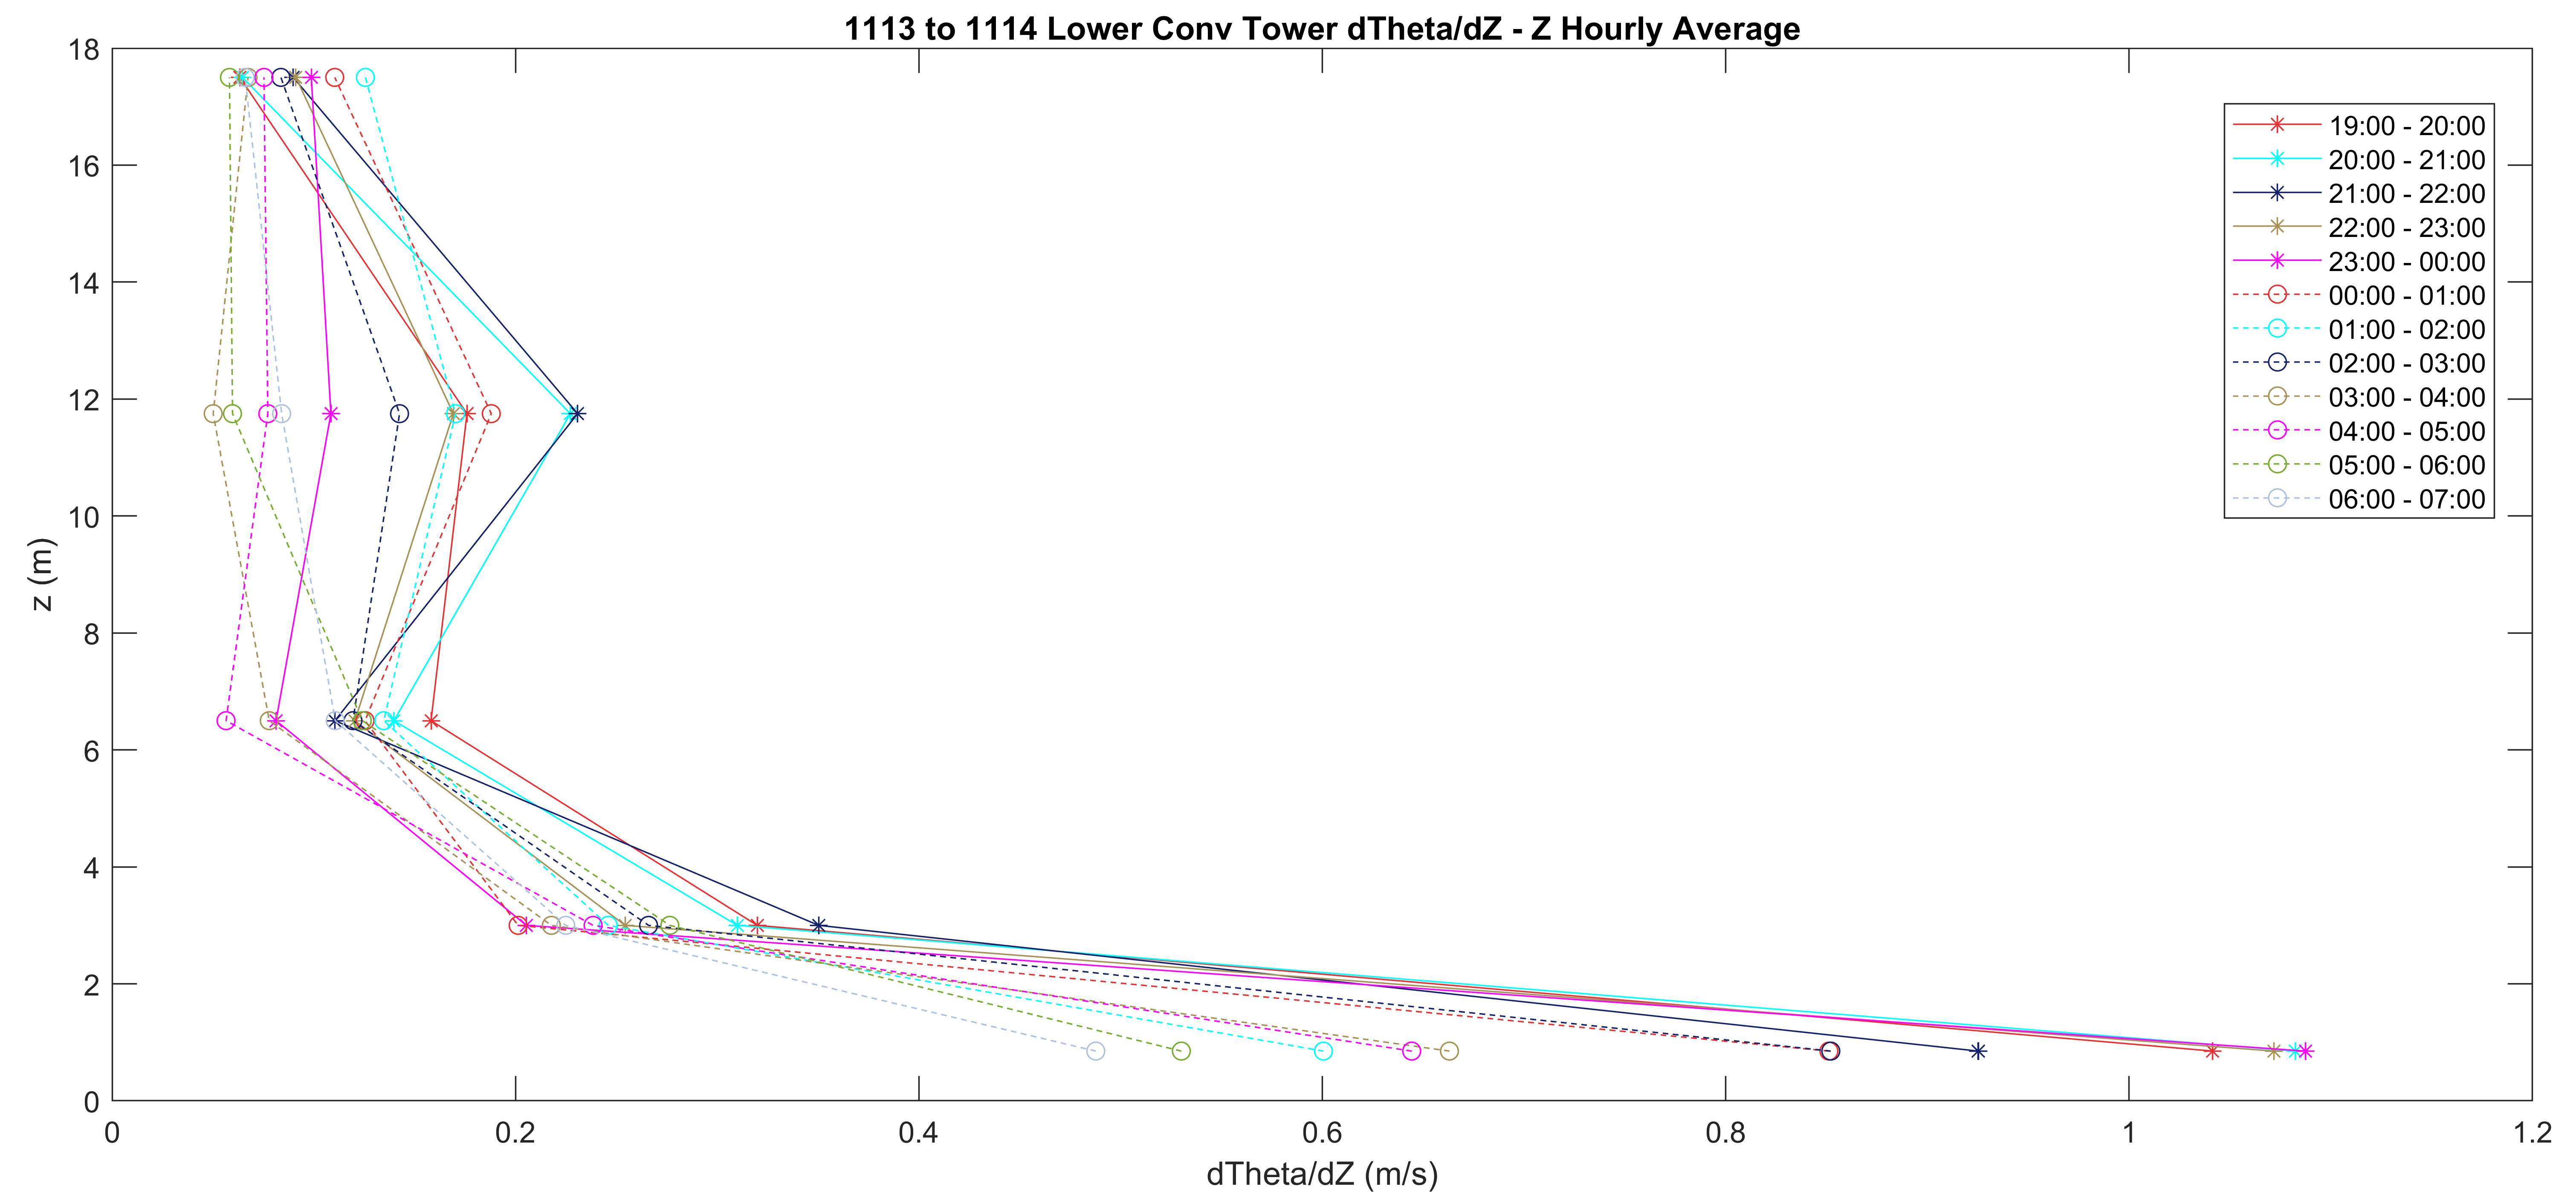 1113 to 1114 Lower Conv Tower dTheta/dZ - Z Hourly Average
18
16
14
12
10
8
6
4
2
0
z (m)
19:00 - 20:00
20:00 - 21:00
21:00 - 22:00
22:00 - 23:00
23:00 - 00:00
00:00 - 01:00
01:00 - 02:00
02:00 - 03:00
03:00 - 04:00
04:00 - 05:00
05:00 - 06:00
06:00 - 07:00
0 0.2 0.4 0.6 0.8 1 1.2
dTheta/dZ (m/s)